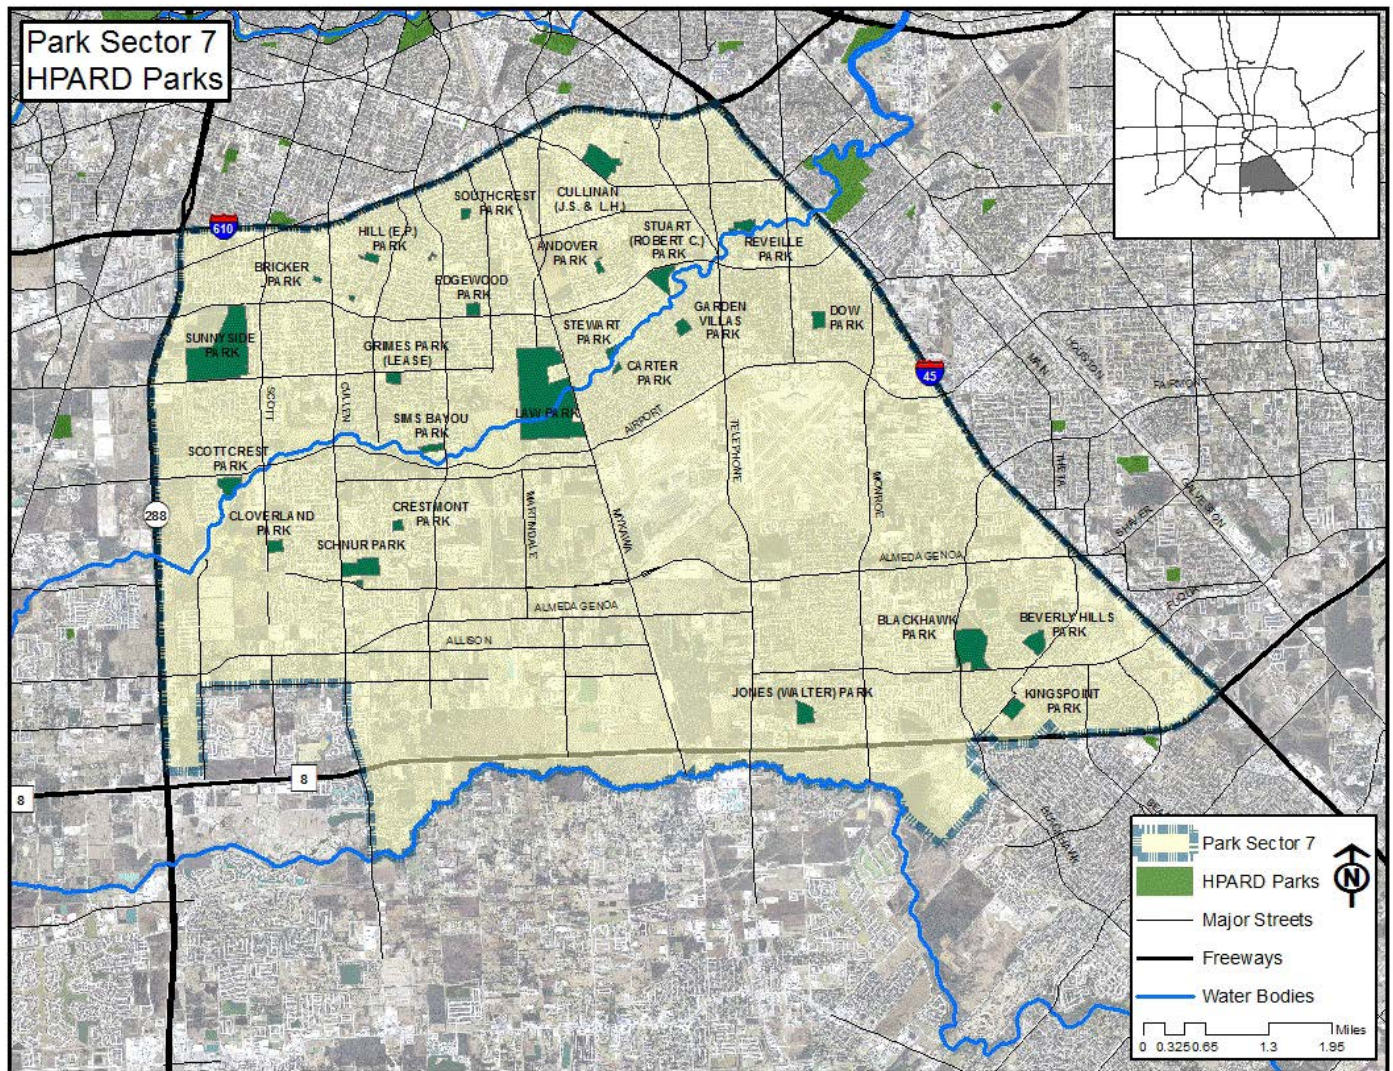 Park Sector 7
HPARD Parks
610
SOUTHCREST
PARK
CULLINAN
(J.S. & L.H.)
HILL (E.P.)
PARK
ANDOVER
PARK
STUART
(ROBERT C.)
PARK
REVEILLE
PARK
BRICKER
PARK
EDGEWOOD
PARK
GARDEN
VILLAS
PARK
DOW
PARK
SUNNYSIDE
PARK
GRIMES PARK
(LEASE)
STEWART
PARK
CARTER
PARK
45
HOUSTON
MAIN
FAIRMON
SCOTT
CULLEN
SIMS BAYOU
PARK
LAW PARK
AIRPORT
TELEPHONE
SCOTTCREST
PARK
MONROE
THETA
GALVESTON
288
CLOVERLAND
PARK
CRESTMONT
PARK
MARTINDALE
MYKAWA
SHAVER
SCHNUR PARK
ALMEDA GENOA
FUQUA
ALMEDA GENOA
ALLISON
BLACKHAWK
PARK
BEVERLY HILLS
PARK
JONES (WALTER) PARK
KINGSPOINT
PARK
8
8
Park Sector 7
HPARD Parks
Major Streets
Freeways
Water Bodies
N
Miles
0 0.325 0.65 1.3 1.95